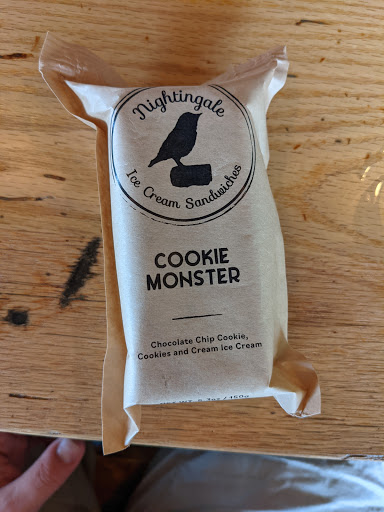 Nightingale
Ice Cream Sandwiches
COOKIE
MONSTER
Chocolate Chip Cookie,
Cookies and Cream Ice Cream